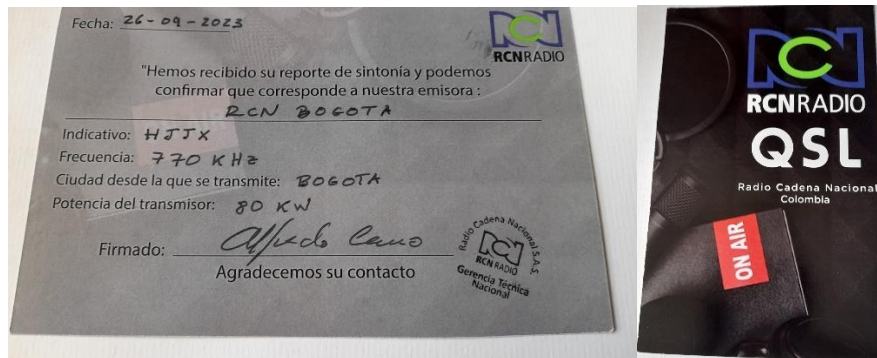 Fecha: 26-09-2023
RCNRADIO
"Hemos recibido su reporte de sintonía y podemos
confirmar que corresponde a nuestra emisora :
RCN BOGOTA
Indicativo: HJJX
Frecuencia: 770 KHz
Ciudad desde la que se transmite: BOGOTA
Potencia del transmisor: 80 KW
Firmado: Alfredo Cano
Agradecemos su contacto
Radio Cadena Nacional S.A.S.
RCN RADIO
Gerencia Técnica
Nacional
RCNRADIO
QSL
Radio Cadena Nacional
Colombia
ON AIR